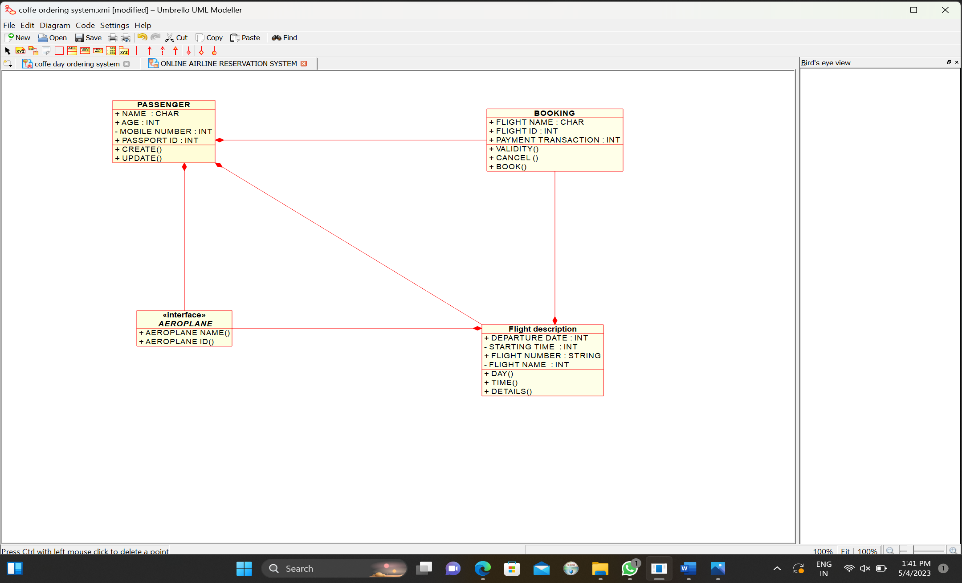 coffe ordering system.xmi [modified] – Umbrello UML Modeller
File Edit Diagram Code Settings Help
New Open Save Cut Copy Paste Find
coffe day ordering system ONLINE AIRLINE RESERVATION SYSTEM
Bird's eye view
PASSENGER
+ NAME : CHAR
+ AGE : INT
- MOBILE NUMBER : INT
+ PASSPORT ID : INT
+ CREATE()
+ UPDATE()
BOOKING
+ FLIGHT NAME : CHAR
+ FLIGHT ID : INT
+ PAYMENT TRANSACTION : INT
+ VALIDITY()
+ CANCEL ()
+ BOOK()
«interface»
AEROPLANE
+ AEROPLANE NAME()
+ AEROPLANE ID()
Flight description
+ DEPARTURE DATE : INT
- STARTING TIME : INT
+ FLIGHT NUMBER : STRING
- FLIGHT NAME : INT
+ DAY()
+ TIME()
+ DETAILS()
Press Ctrl with left mouse click to delete a point
100% Fit 100%
Search
ENG
IN
1:41 PM
5/4/2023
1